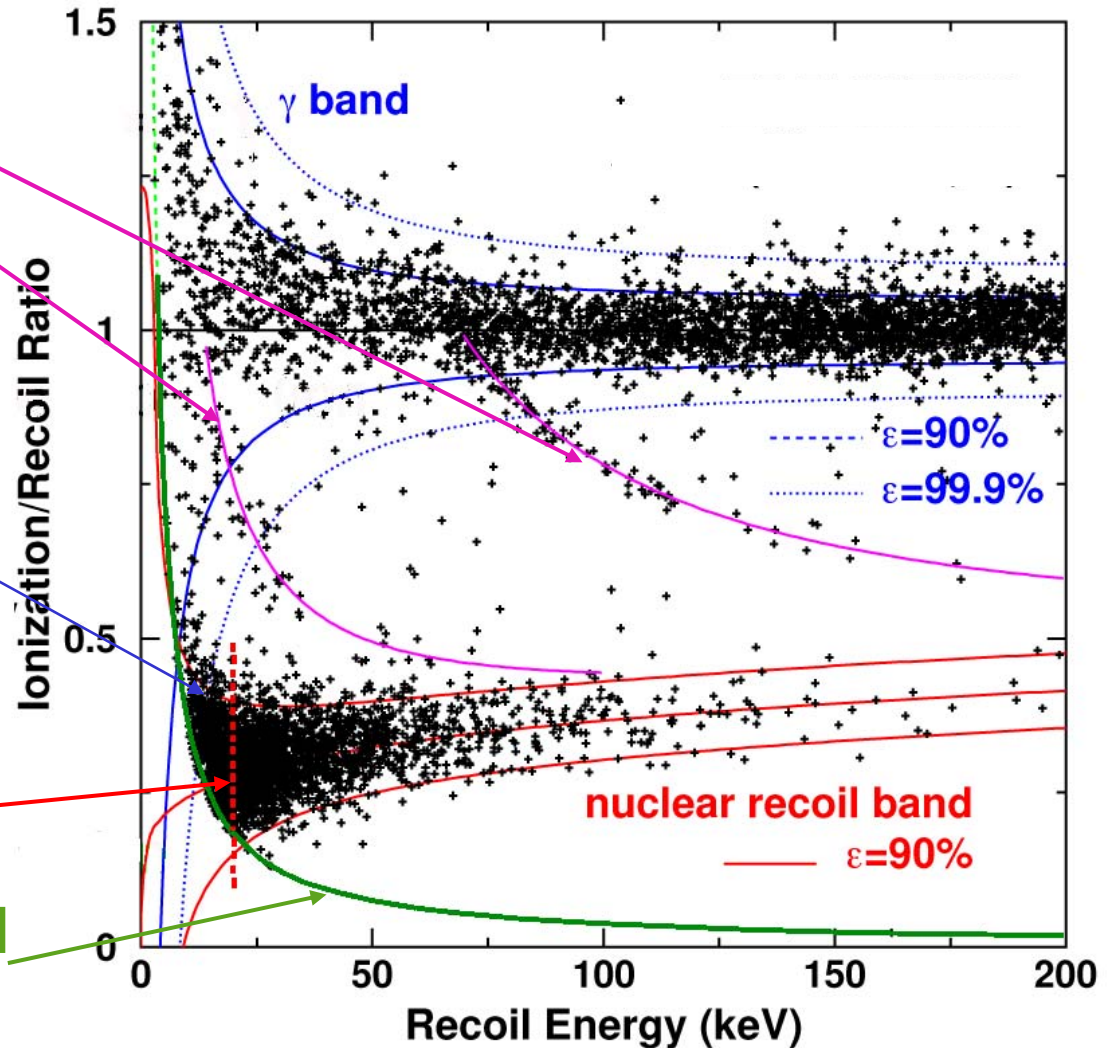 1.5
γ band
Ionization/Recoil Ratio
1
ε=90%
ε=99.9%
0.5
nuclear recoil band
ε=90%
0
0
50
100
150
200
Recoil Energy (keV)